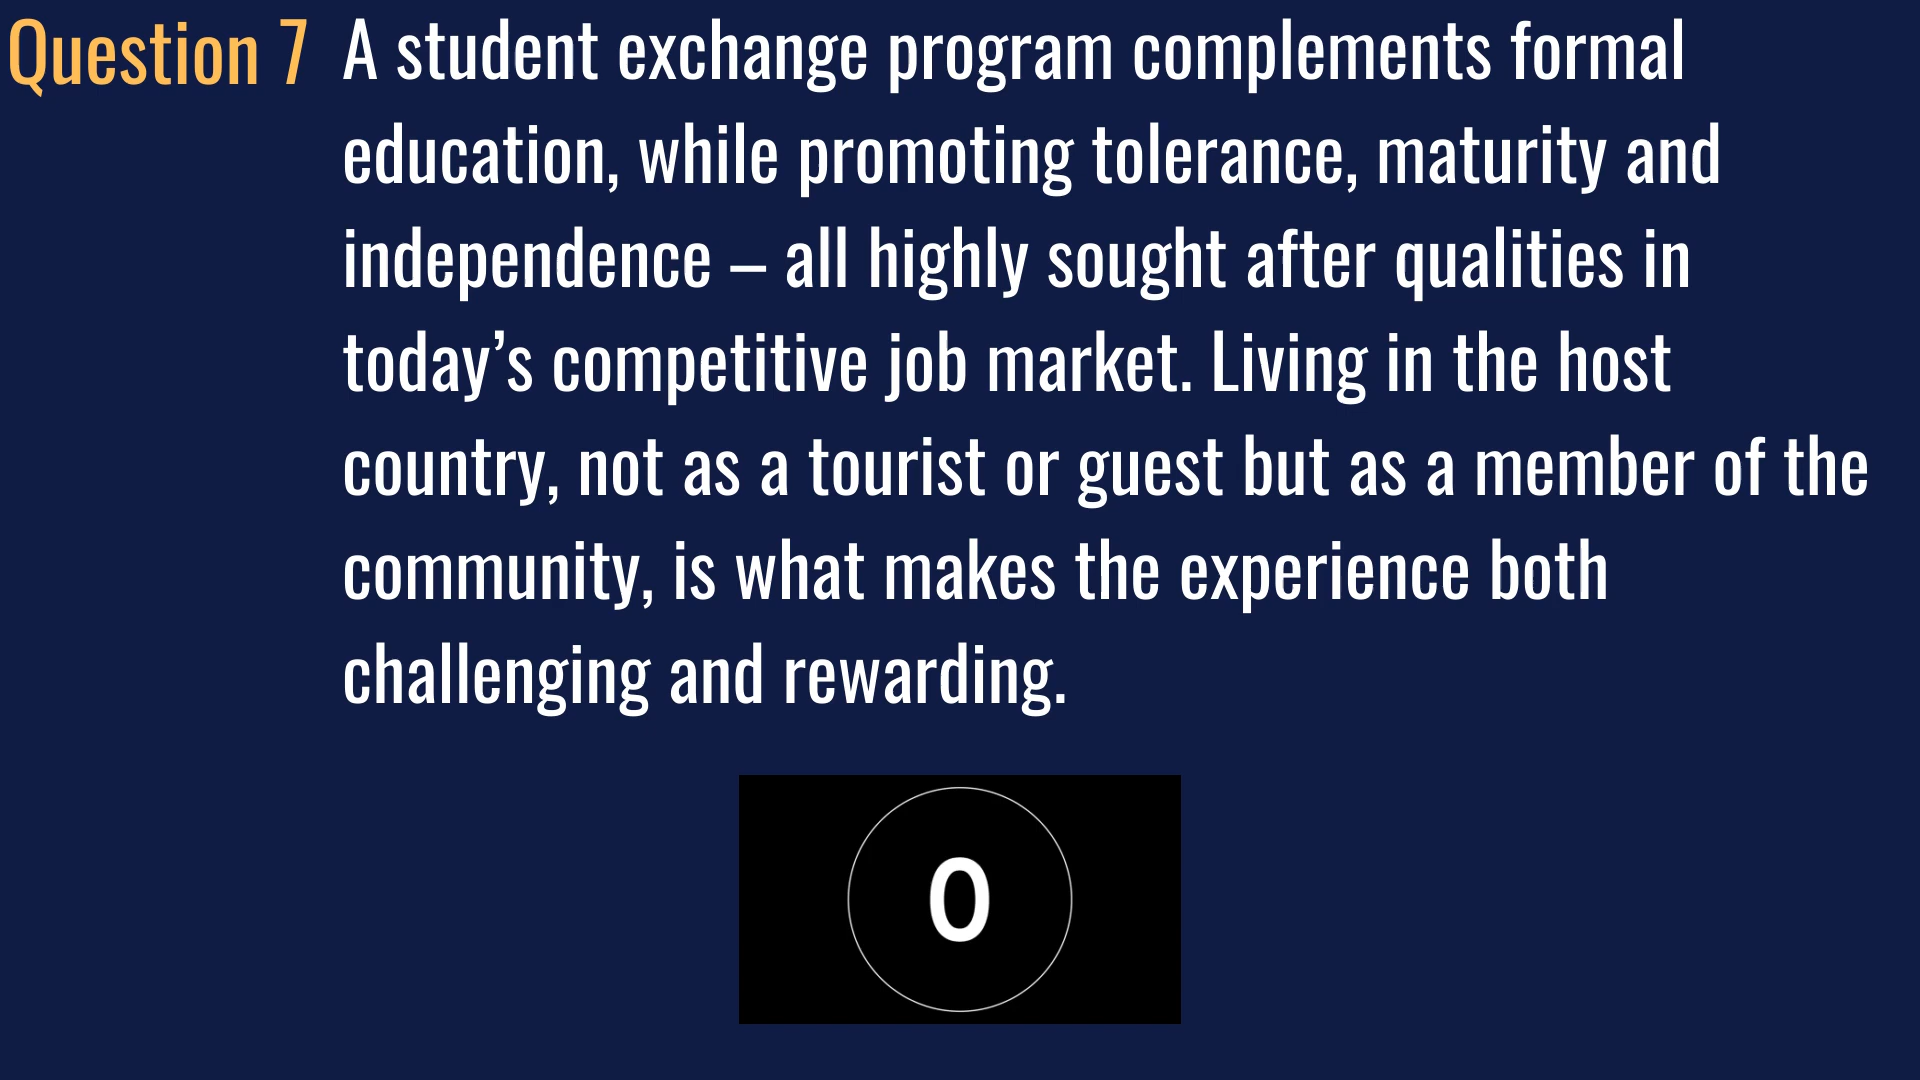 Question 7
A student exchange program complements formal
education, while promoting tolerance, maturity and
independence – all highly sought after qualities in
today’s competitive job market. Living in the host
country, not as a tourist or guest but as a member of the
community, is what makes the experience both
challenging and rewarding.
0